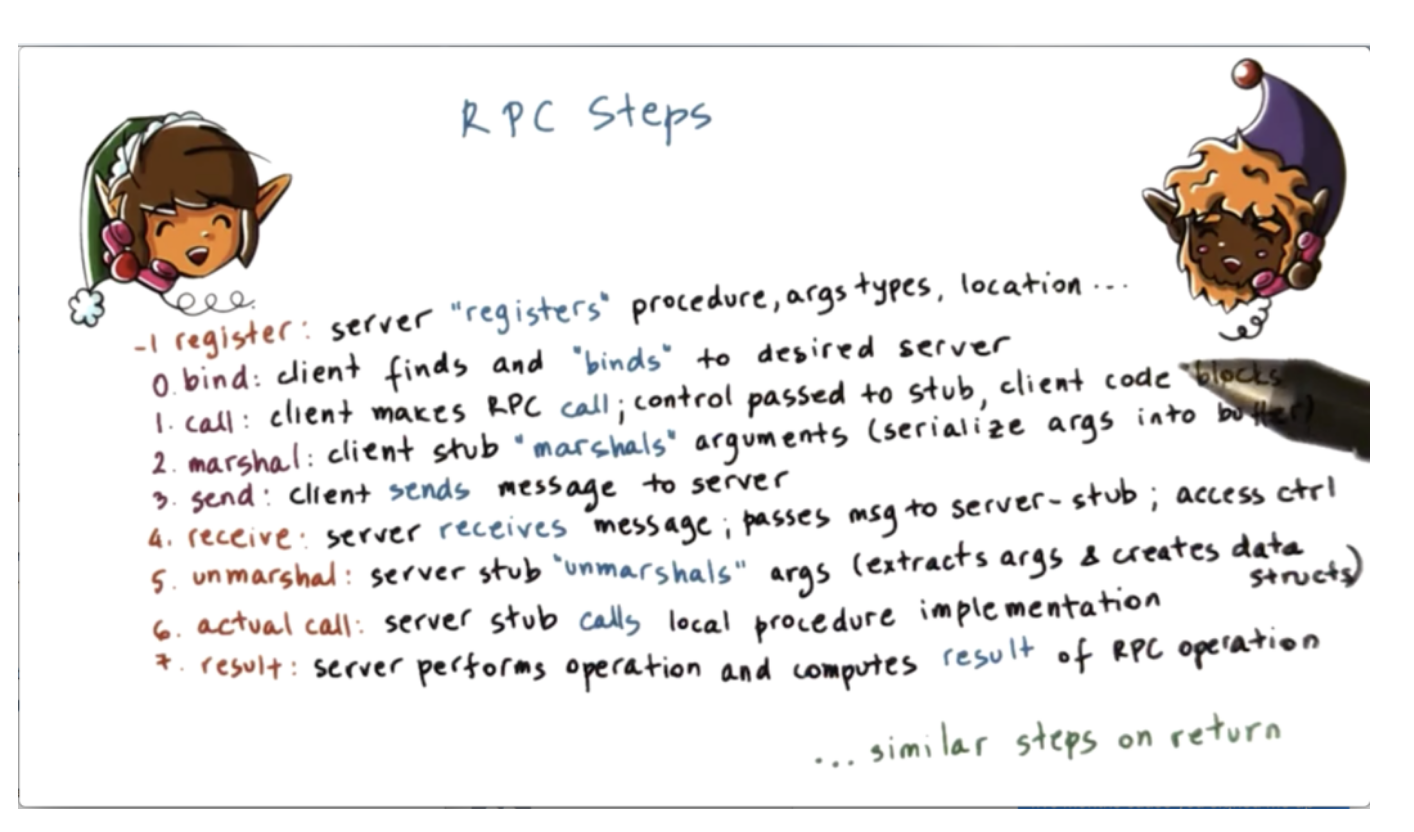 RPC Steps
-1 register: server "registers" procedure, args types, location ...
0. bind: client finds and "binds" to desired server
1. call: client makes RPC call; control passed to stub, client code blocks
2. marshal: client stub "marshals" arguments (serialize args into buffer)
3. send: client sends message to server
4. receive: server receives message; passes msg to server-stub; access ctrl
5. unmarshal: server stub "unmarshals" args (extracts args & creates data
structs)
6. actual call: server stub calls local procedure implementation
7. result: server performs operation and computes result of RPC operation
... similar steps on return